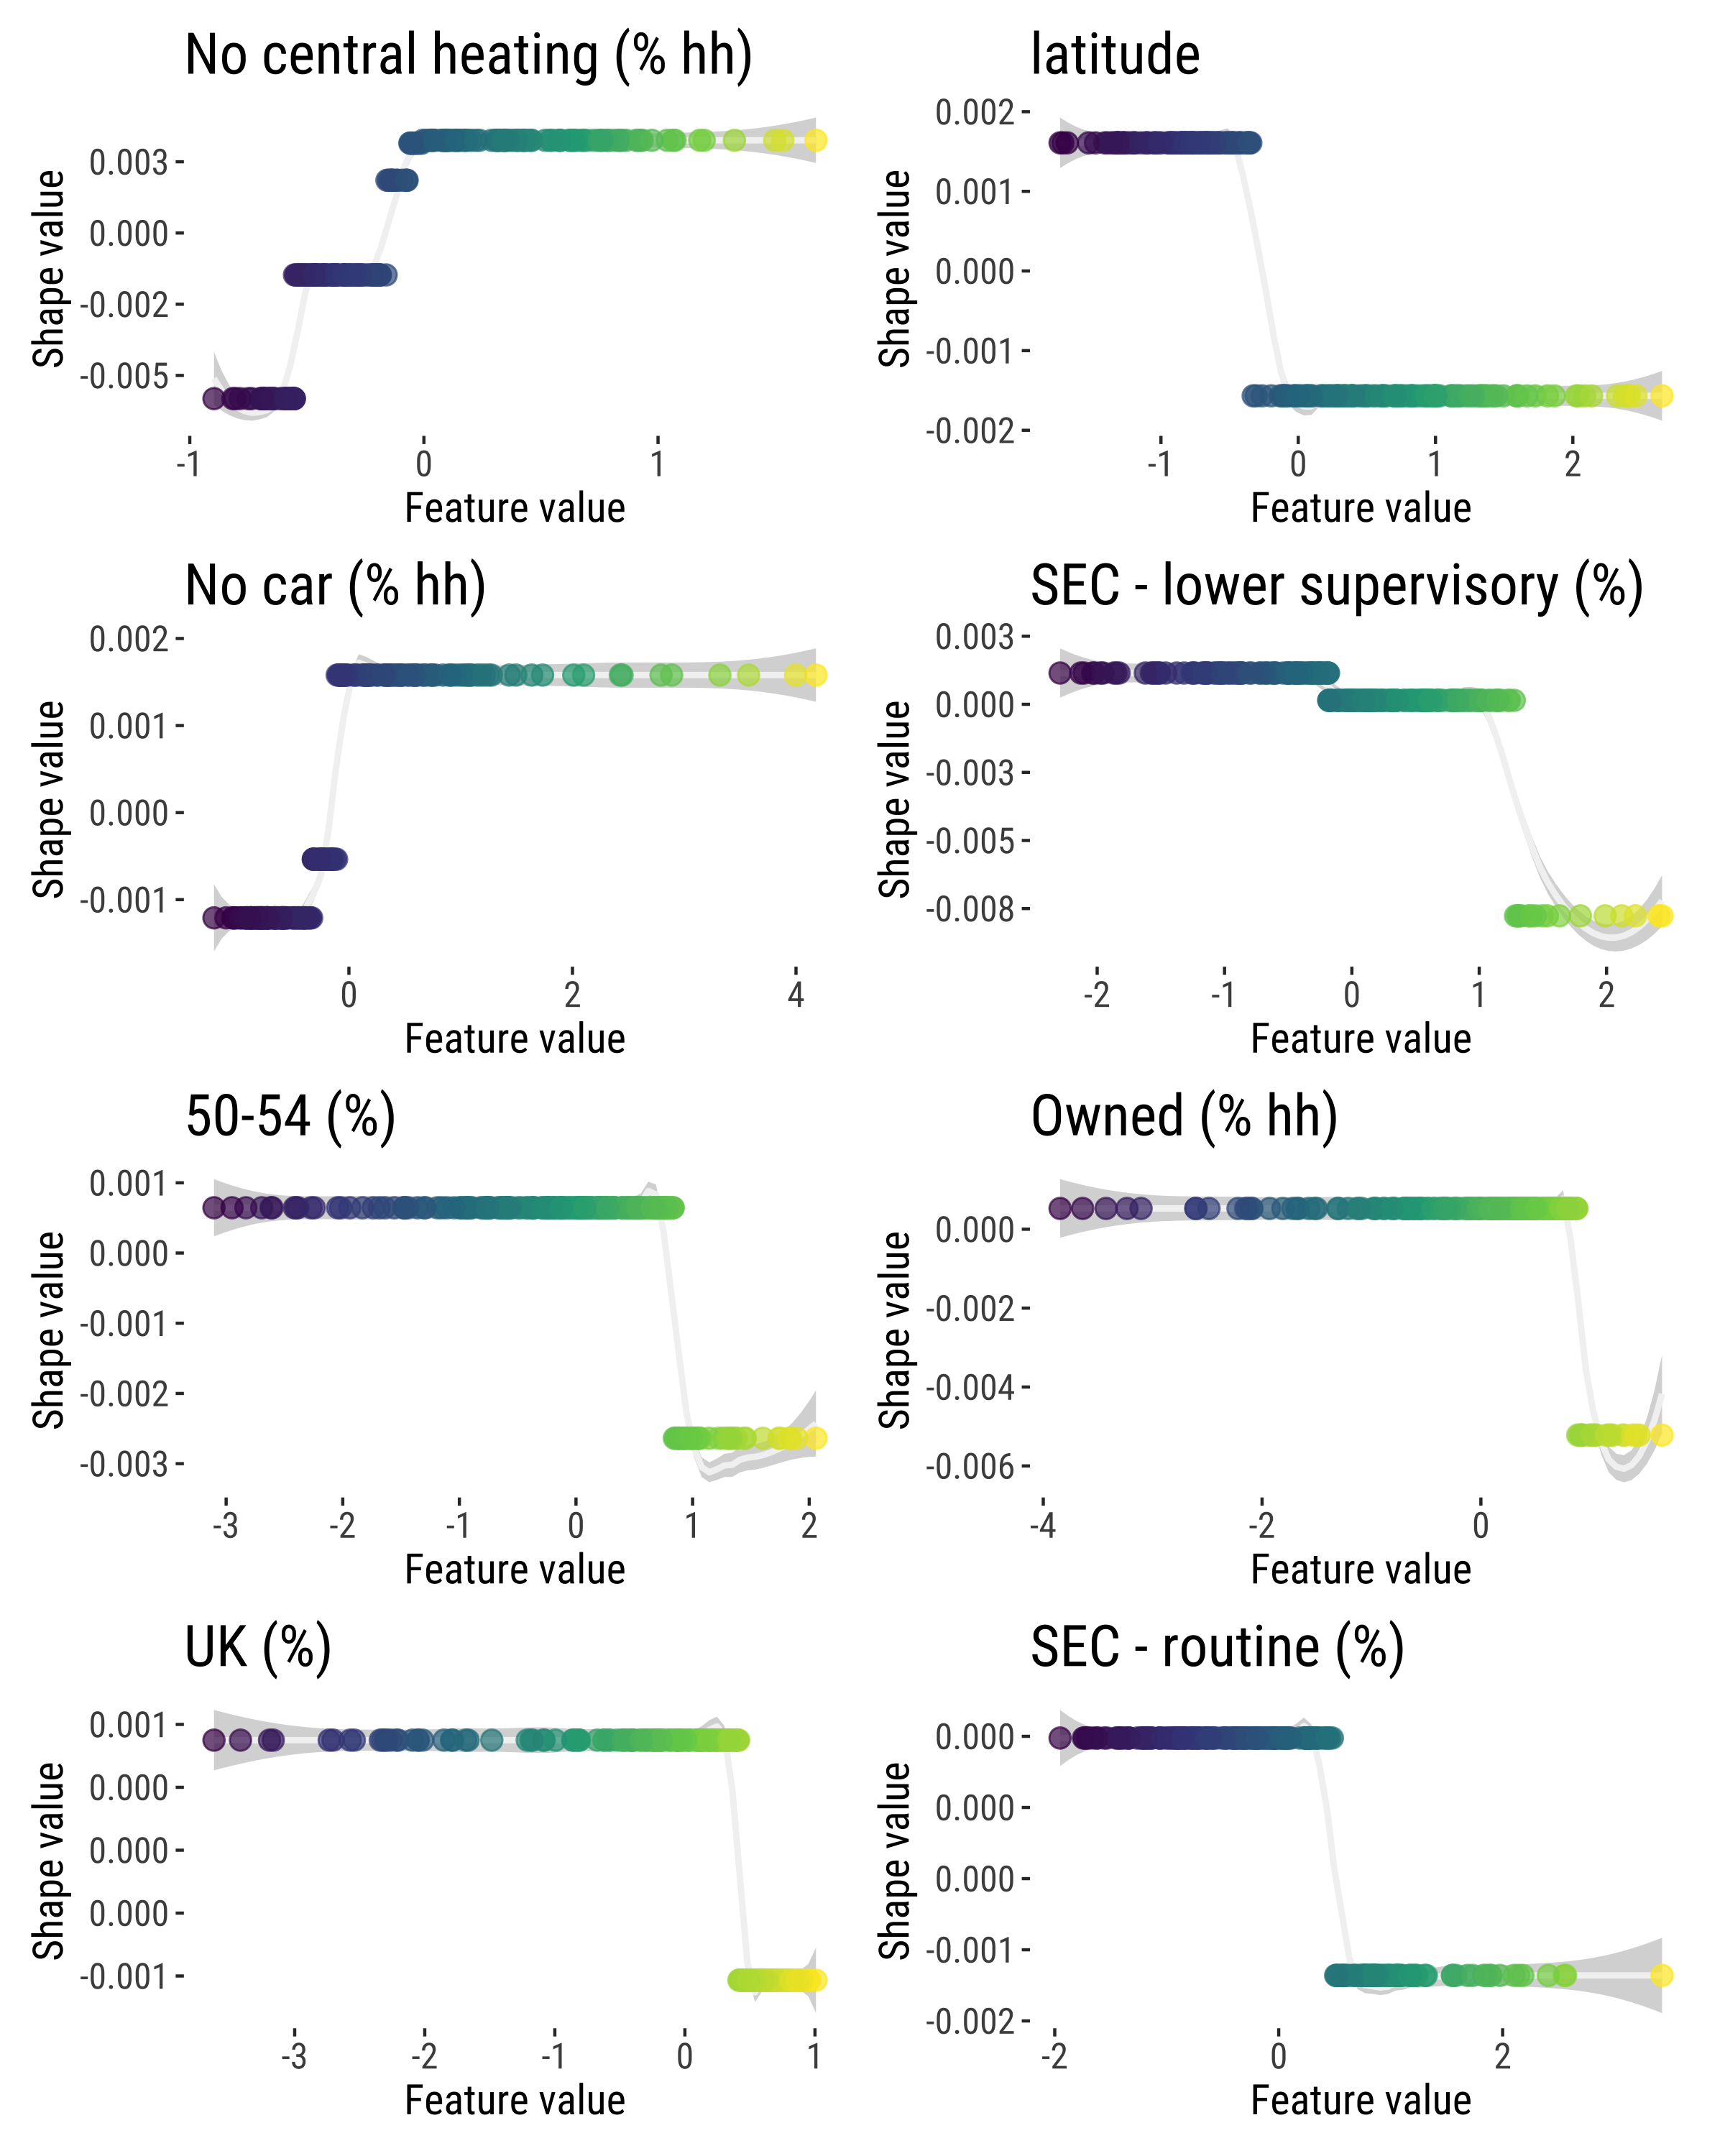 No central heating (% hh)
Shape value
0.003
0.000
-0.002
-0.005
-1 0 1
Feature value
latitude
Shape value
0.002
0.001
0.000
-0.001
-0.002
-1 0 1 2
Feature value
No car (% hh)
Shape value
0.002
0.001
0.000
-0.001
0 2 4
Feature value
SEC - lower supervisory (%)
Shape value
0.003
0.000
-0.003
-0.005
-0.008
-2 -1 0 1 2
Feature value
50-54 (%)
Shape value
0.001
0.000
-0.001
-0.002
-0.003
-3 -2 -1 0 1 2
Feature value
Owned (% hh)
Shape value
0.000
-0.002
-0.004
-0.006
-4 -2 0
Feature value
UK (%)
Shape value
0.001
0.000
0.000
0.000
-0.001
-3 -2 -1 0 1
Feature value
SEC - routine (%)
Shape value
0.000
0.000
0.000
-0.001
-0.002
-2 0 2
Feature value